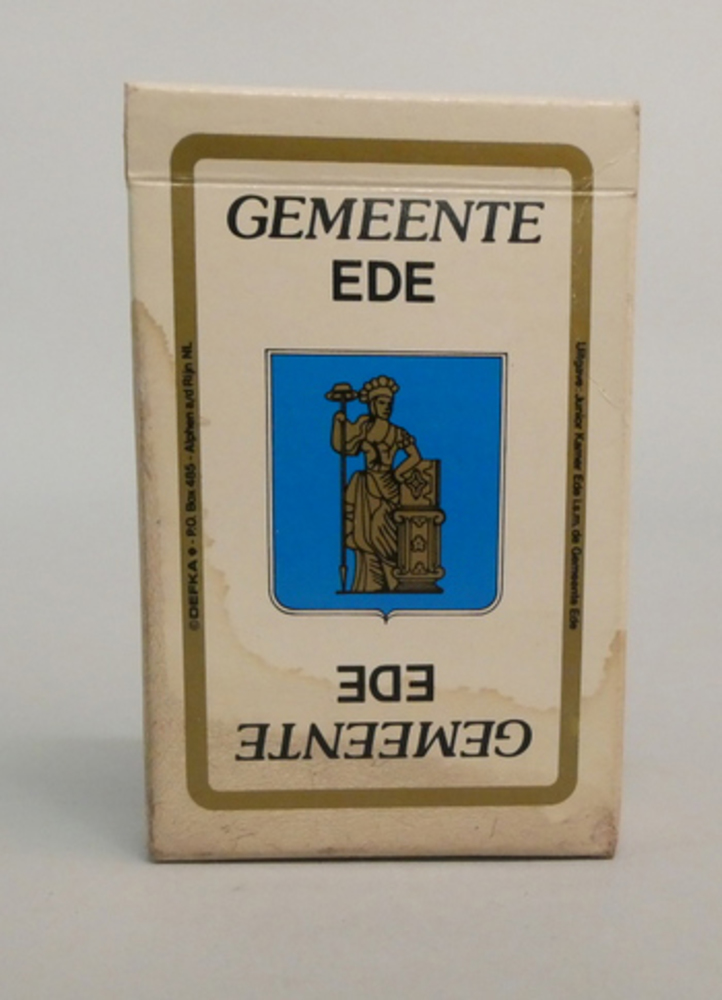 GEMEENTE
EDE
©DEFKA • P.O. Box 485 - Alphen a/d Rijn NL
Uitgave: Junior Kamer Ede i.s.m. de Gemeente Ede
EDE
GEMEENTE